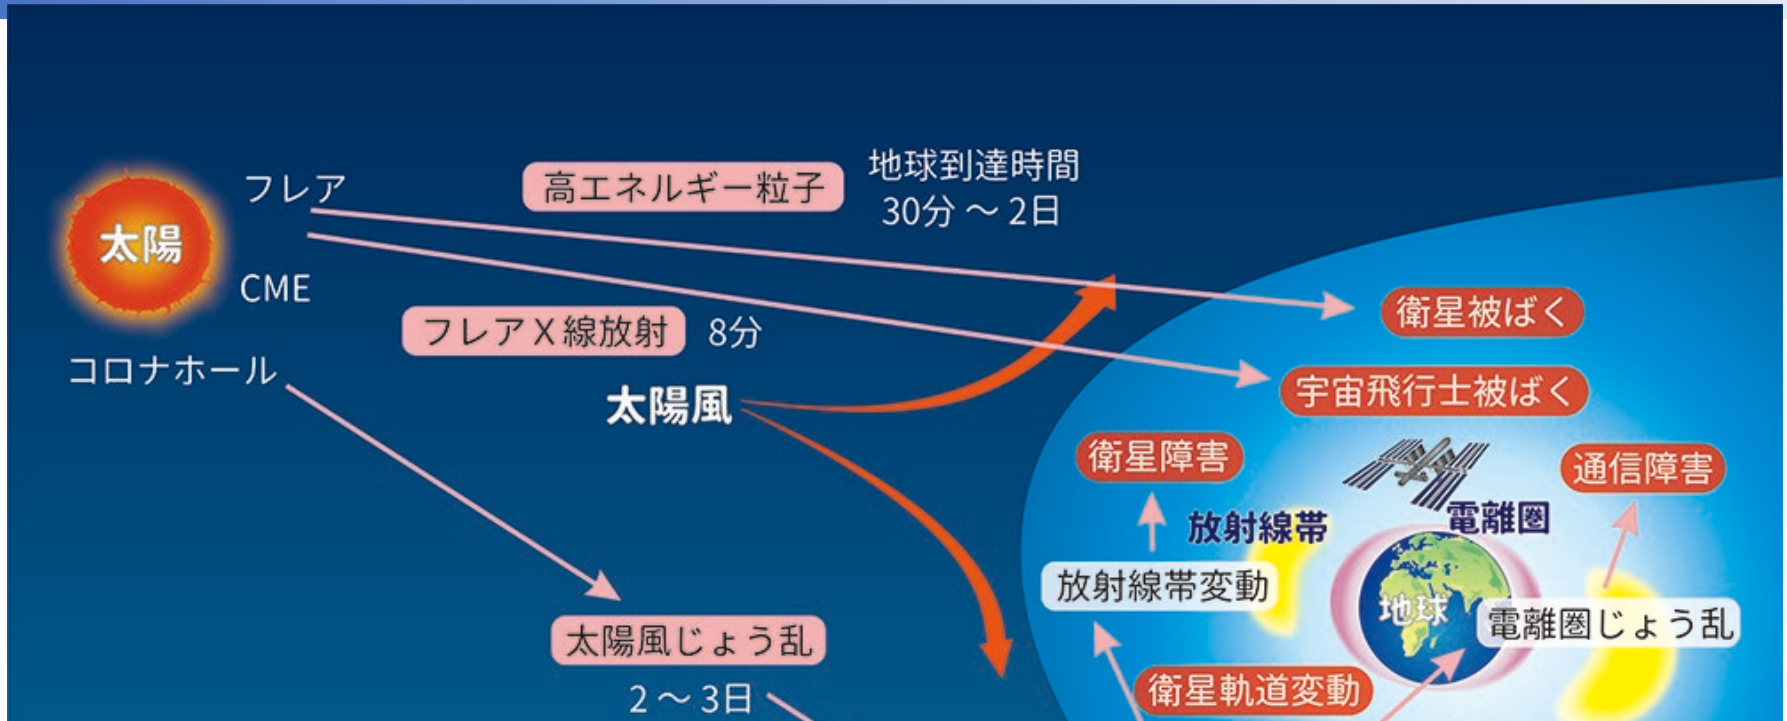 フレア
高エネルギー粒子
地球到達時間
30分 ～ 2日
太陽
CME
フレアX線放射
8分
コロナホール
太陽風
衛星被ばく
宇宙飛行士被ばく
衛星障害
通信障害
放射線帯
電離圏
放射線帯変動
地球
電離圏じょう乱
太陽風じょう乱
2 ～ 3日
衛星軌道変動